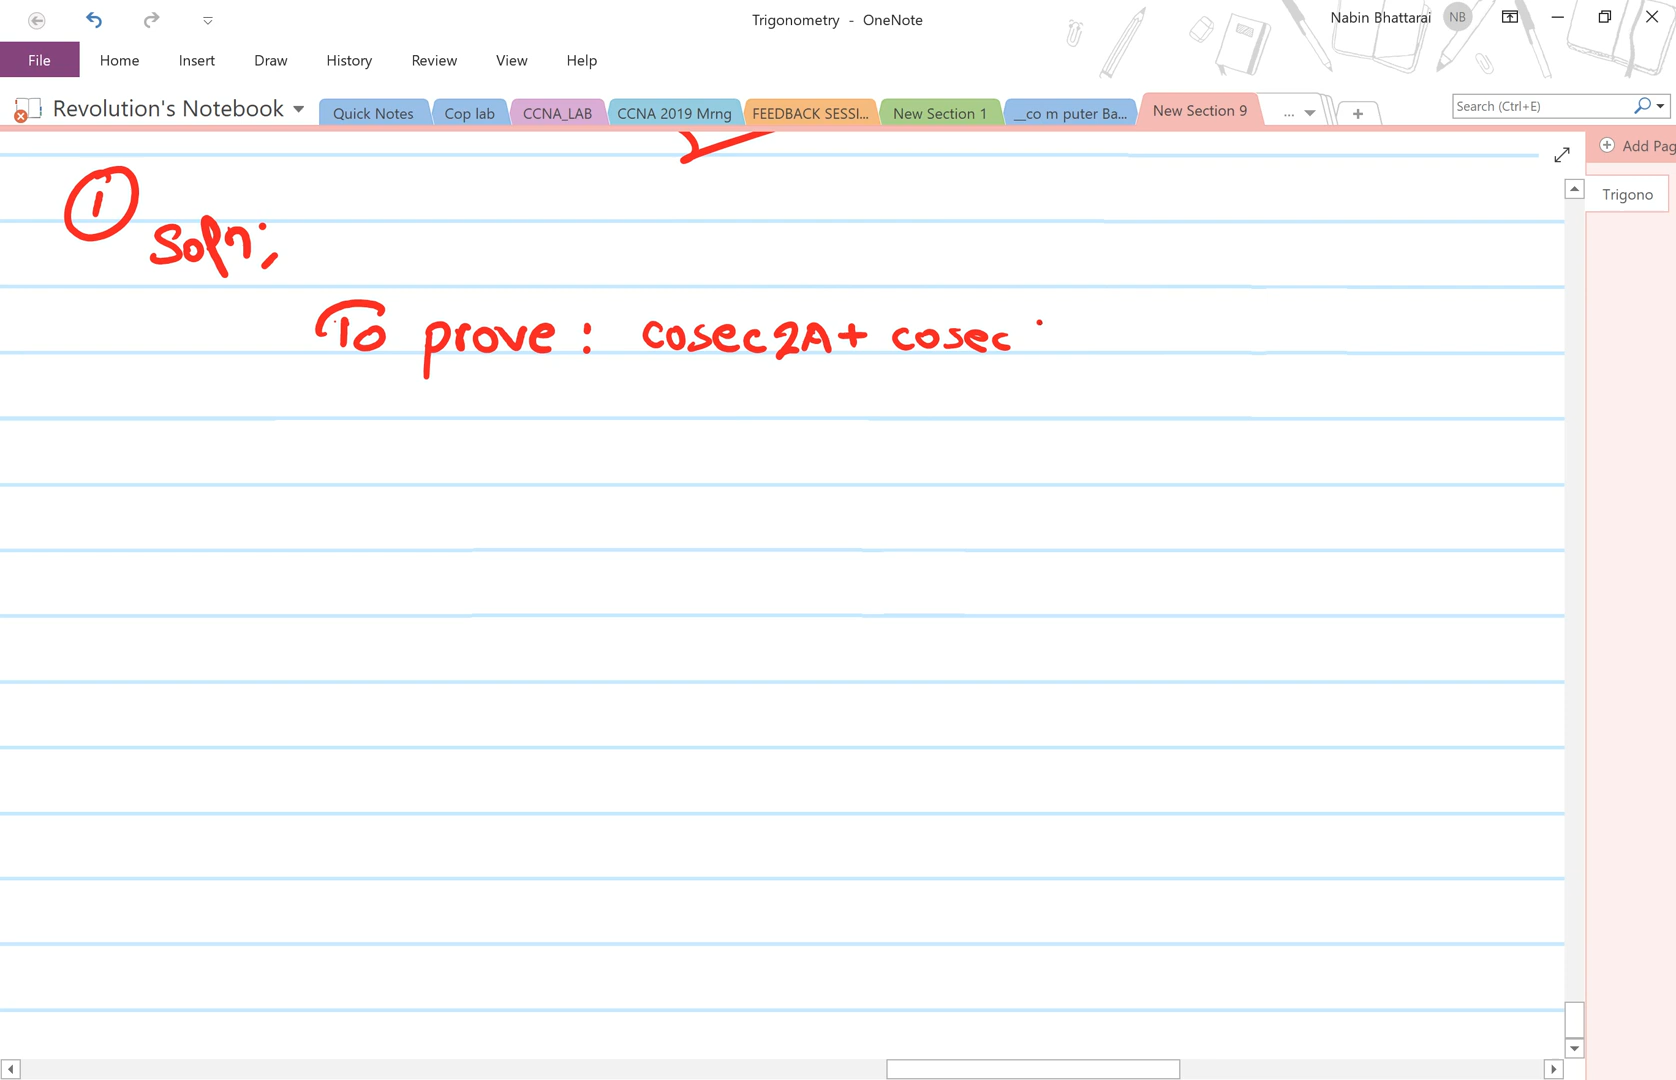 Trigonometry - OneNote
Nabin Bhattarai NB
File Home Insert Draw History Review View Help
Revolution's Notebook Quick Notes Cop lab CCNA_LAB CCNA 2019 Mrng FEEDBACK SESSI... New Section 1 __co m puter Ba... New Section 9 ... Search (Ctrl+E)
Add Pag
Trigono
1
Soln;
To prove: cosec2A+ cosec